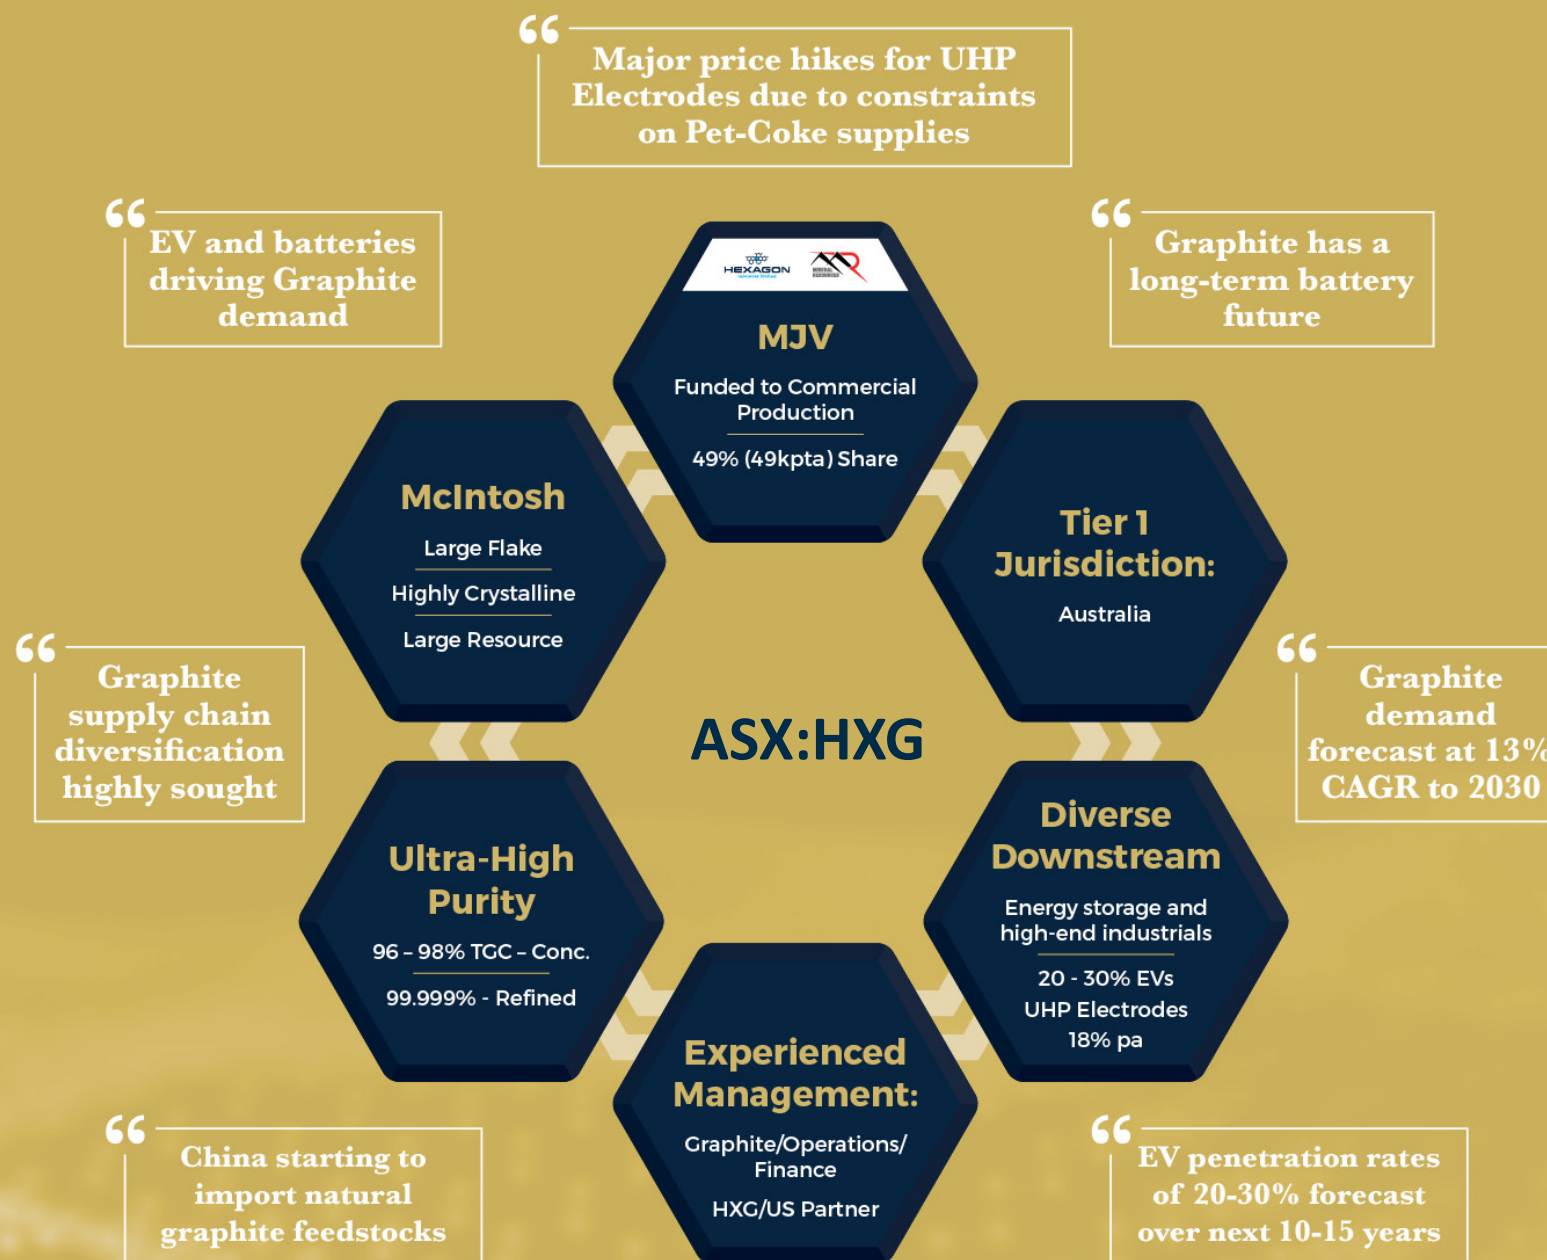 Major price hikes for UHP
Electrodes due to constraints
on Pet-Coke supplies
EV and batteries
driving Graphite
demand
Graphite has a
long-term battery
future
HEXAGON
MINERAL
RESOURCES
MJV
Funded to Commercial
Production
49% (49kpta) Share
McIntosh
Large Flake
Highly Crystalline
Large Resource
Tier 1
Jurisdiction:
Australia
Graphite
supply chain
diversification
highly sought
ASX:HXG
Graphite
demand
forecast at 13%
CAGR to 2030
Ultra-High
Purity
96 – 98% TGC – Conc.
99.999% - Refined
Diverse
Downstream
Energy storage and
high-end industrials
20 - 30% EVs
UHP Electrodes
18% pa
Experienced
Management:
Graphite/Operations/
Finance
HXG/US Partner
China starting to
import natural
graphite feedstocks
EV penetration rates
of 20-30% forecast
over next 10-15 years